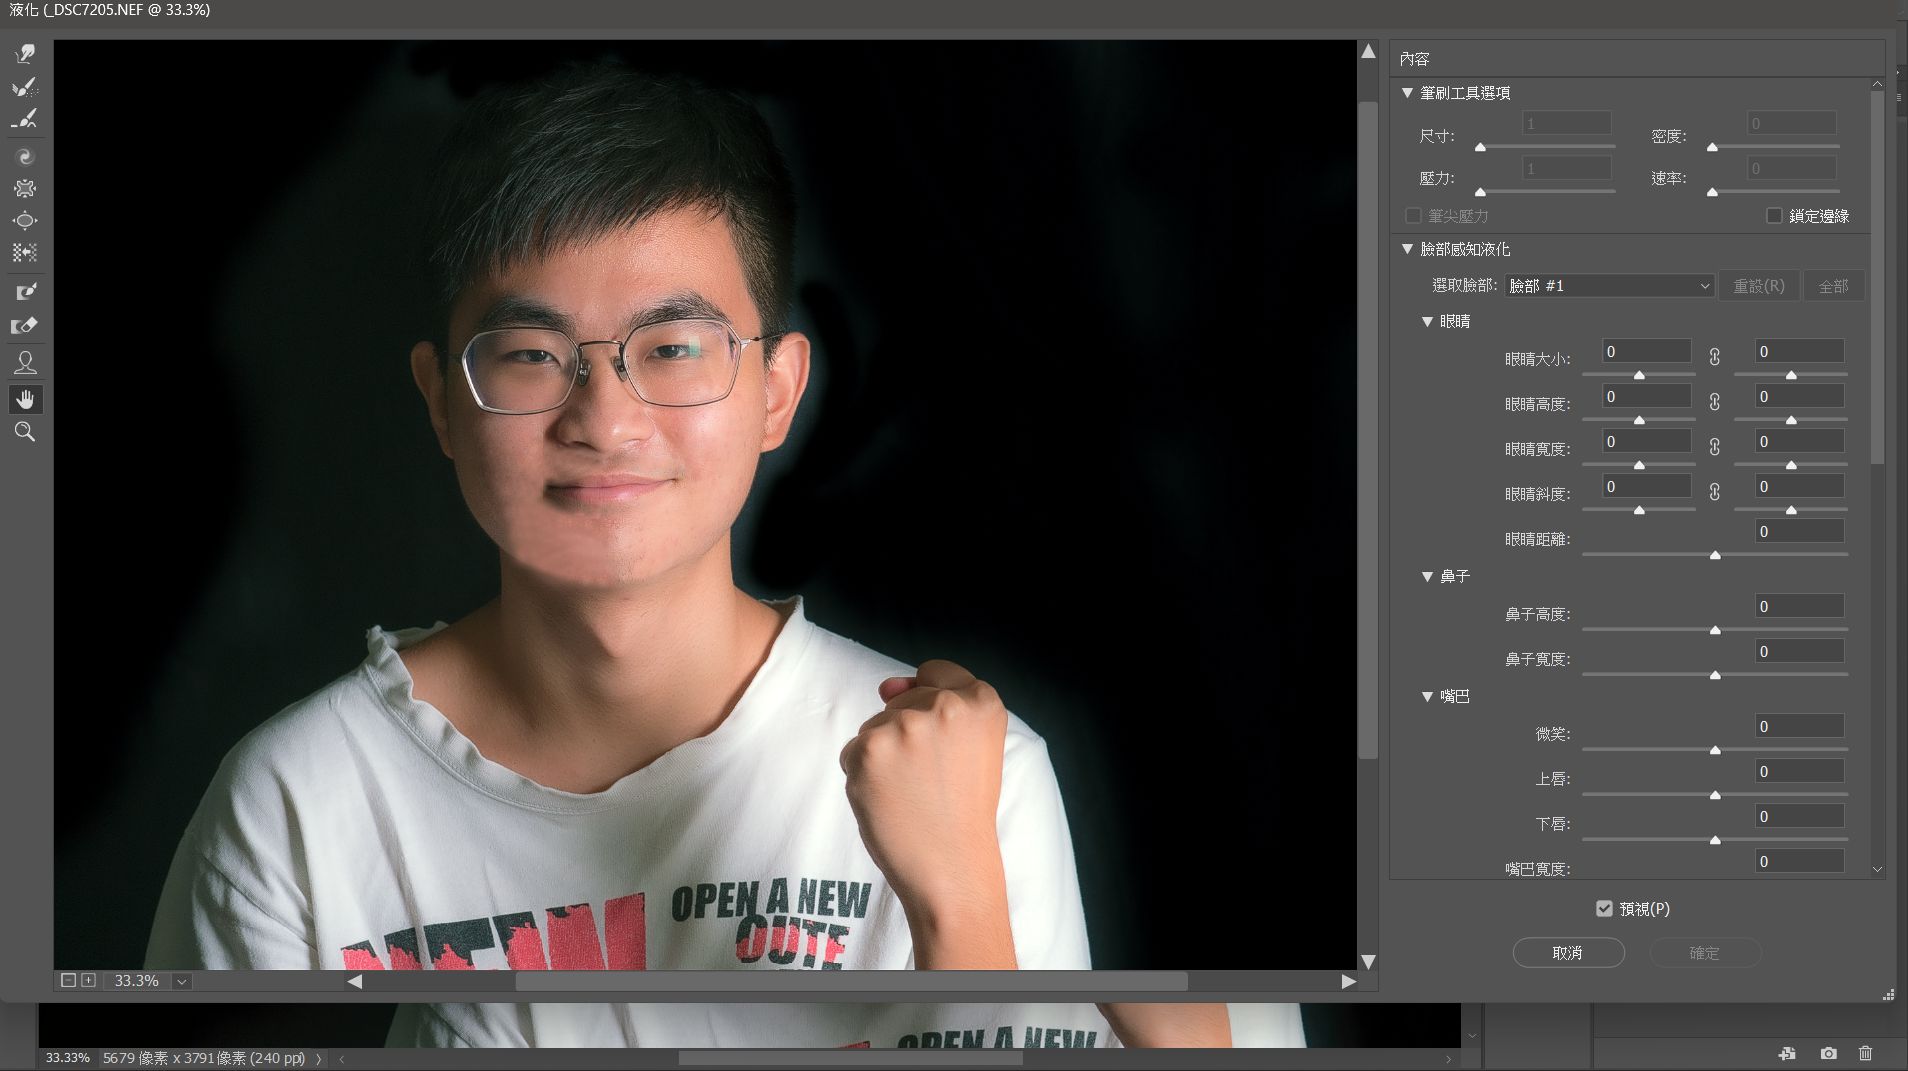 液化 (_DSC7205.NEF @ 33.3%)
內容
筆刷工具選項
尺寸: 1 密度: 0
壓力: 1 速率: 0
筆尖壓力 鎖定邊緣
臉部感知液化
選取臉部: 臉部 #1 重設(R) 全部
眼睛
眼睛大小: 0 0
眼睛高度: 0 0
眼睛寬度: 0 0
眼睛斜度: 0 0
眼睛距離: 0
鼻子
鼻子高度: 0
鼻子寬度: 0
嘴巴
微笑: 0
上唇: 0
下唇: 0
嘴巴寬度: 0
預視(P)
取消 確定
OPEN A NEW
OUTE
NEW
33.3%
OPEN A NEW
33.33% 5679 像素 x 3791 像素 (240 ppi)